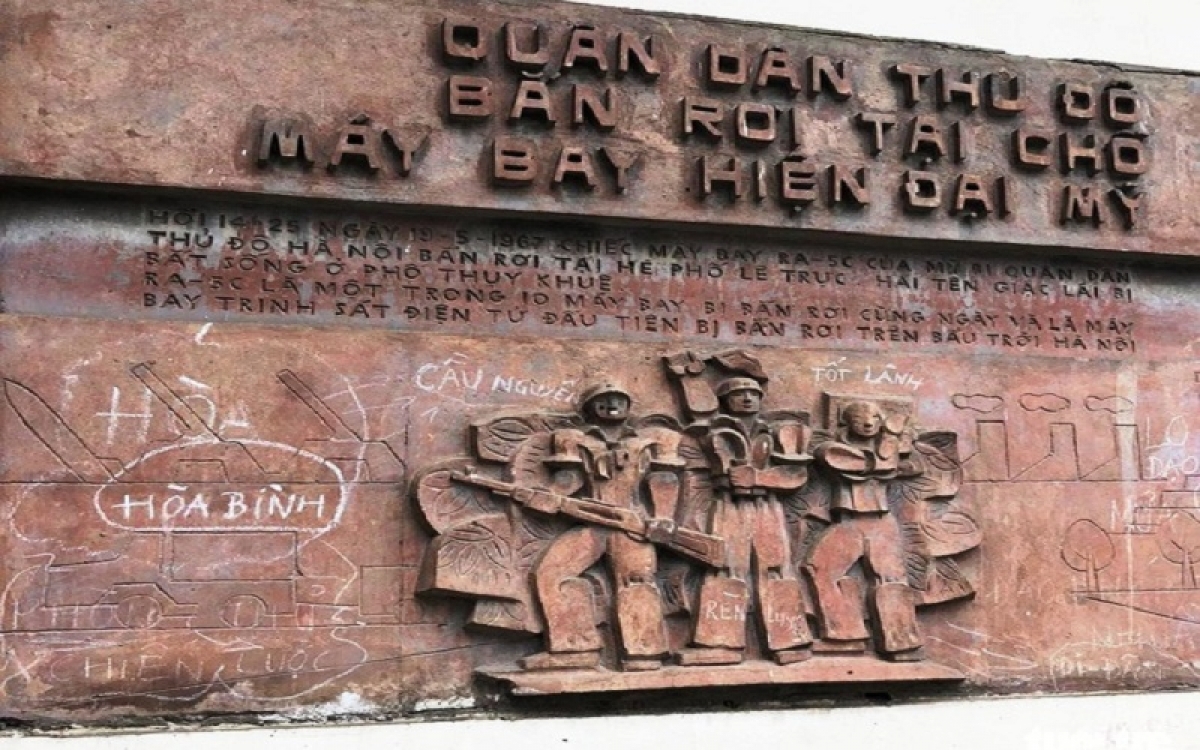 QUÂN DÂN THỦ ĐÔ
BẮN RƠI TẠI CHỖ
MÁY BAY HIỆN ĐẠI MỸ
HỒI 14H25 NGÀY 19-5-1967 CHIẾC MÁY BAY RA-5C CỦA MỸ BỊ QUÂN DÂN
THỦ ĐÔ HÀ NỘI BẮN RƠI TẠI HÈ PHỐ LÊ TRỰC. HAI TÊN GIẶC LÁI BỊ
BẮT SỐNG Ở PHỐ THỤY KHUÊ.
RA-5C LÀ MỘT TRONG 10 MÁY BAY BỊ BẮN RƠI CÙNG NGÀY VÀ LÀ MÁY
BAY TRINH SÁT ĐIỆN TỬ ĐẦU TIÊN BỊ BẮN RƠI TRÊN BẦU TRỜI HÀ NỘI
CẦU NGUYỆN
TỐT LÀNH
HÒA
HÒA BÌNH
RÈN LUYỆN
CHIẾN LƯỢC